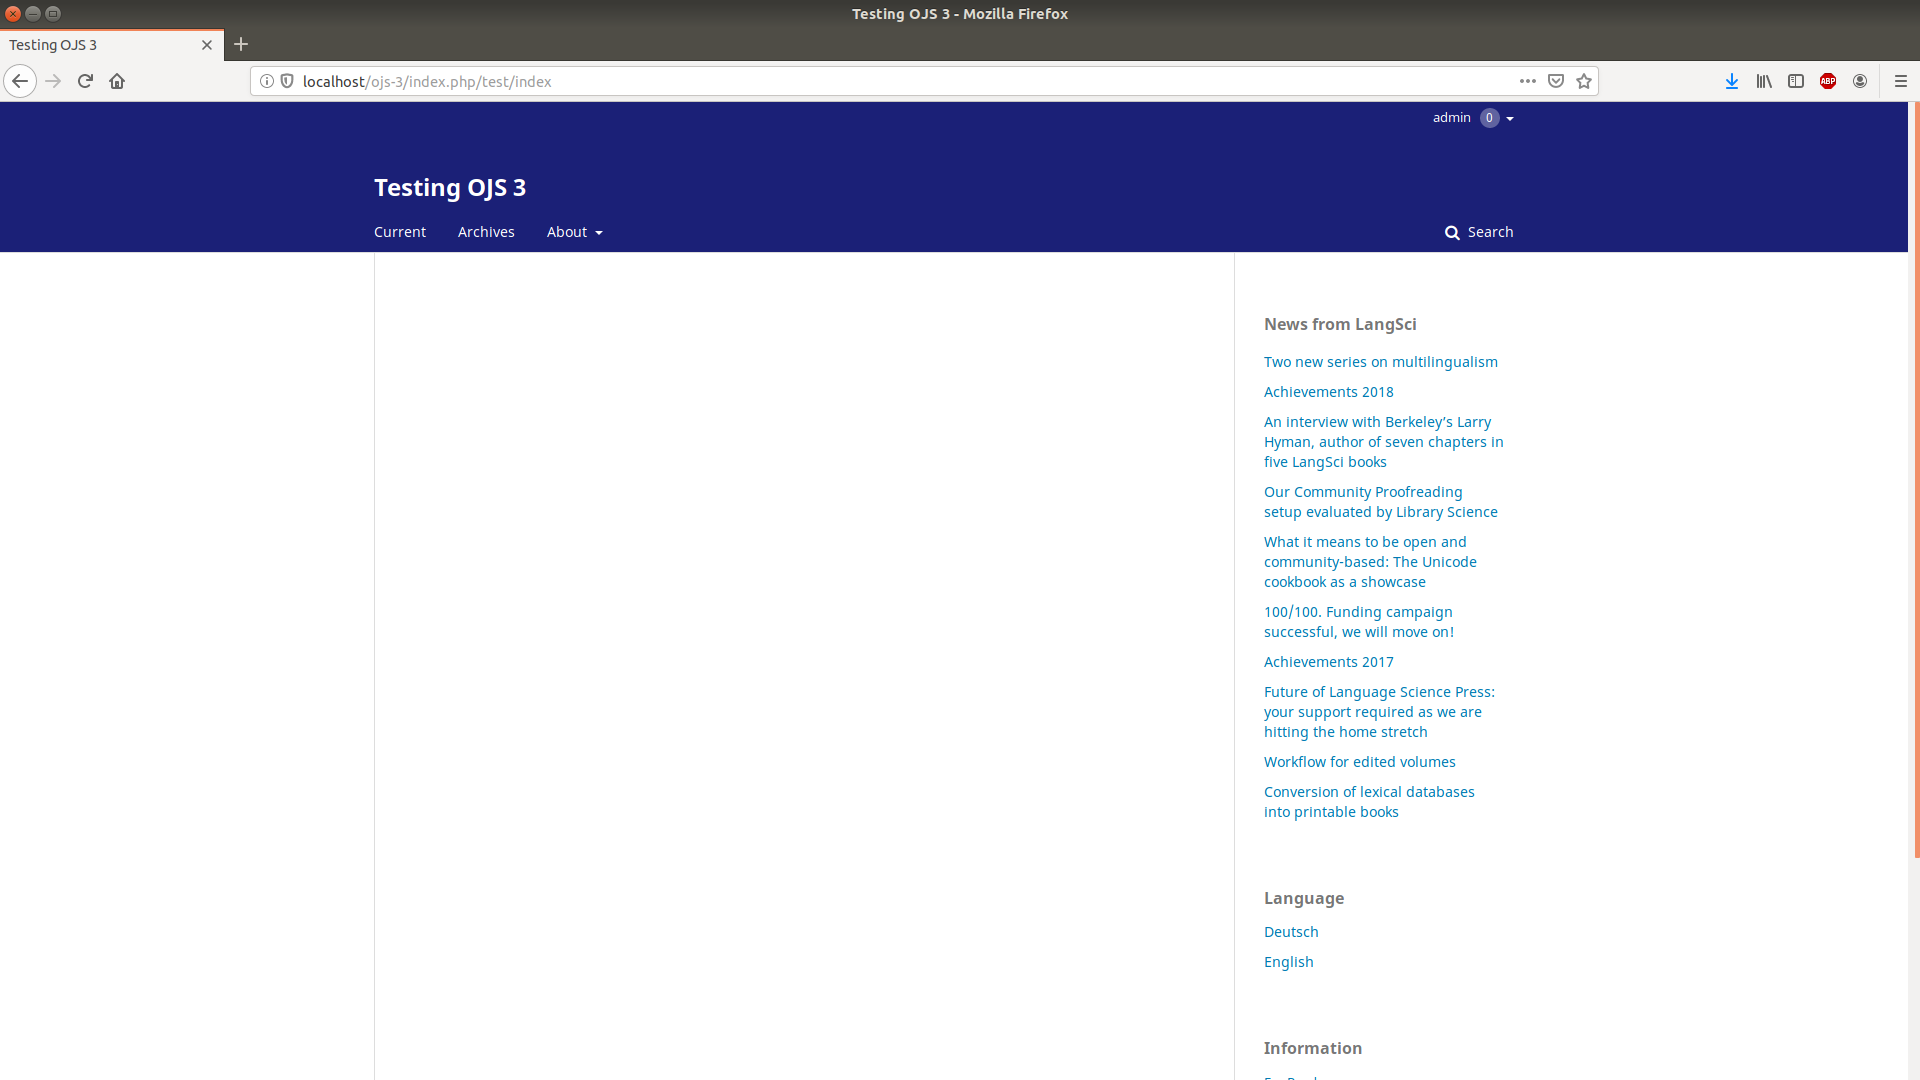 Testing OJS 3 - Mozilla Firefox
Testing OJS 3
localhost/ojs-3/index.php/test/index
ABP
admin 0
Testing OJS 3
Current Archives About Search
News from LangSci
Two new series on multilingualism
Achievements 2018
An interview with Berkeley’s Larry
Hyman, author of seven chapters in
five LangSci books
Our Community Proofreading
setup evaluated by Library Science
What it means to be open and
community-based: The Unicode
cookbook as a showcase
100/100. Funding campaign
successful, we will move on!
Achievements 2017
Future of Language Science Press:
your support required as we are
hitting the home stretch
Workflow for edited volumes
Conversion of lexical databases
into printable books
Language
Deutsch
English
Information